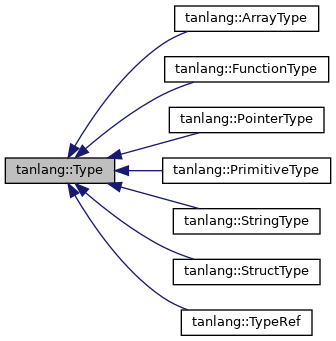 tanlang::ArrayType
tanlang::FunctionType
tanlang::PointerType
tanlang::Type
tanlang::PrimitiveType
tanlang::StringType
tanlang::StructType
tanlang::TypeRef